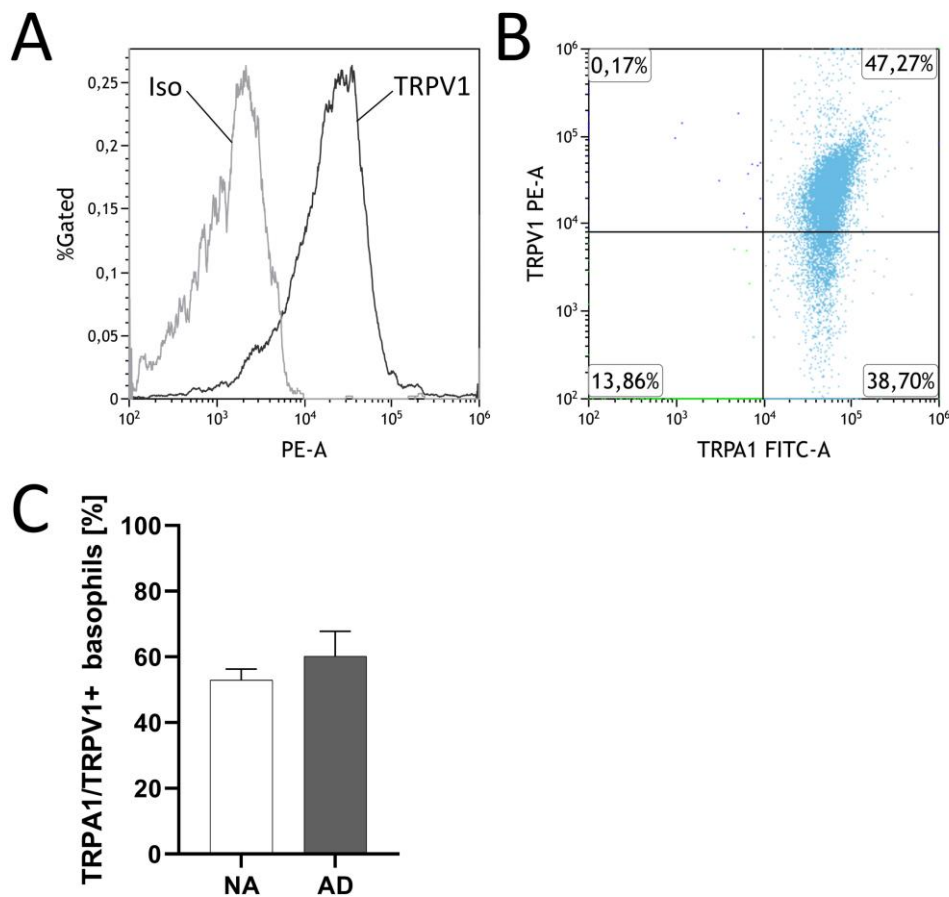 A
Iso
TRPV1
%Gated
0,25
0,2
0,15
0,1
0,05
0
10² 10³ 10⁴ 10⁵ 10⁶
PE-A
B
0,17%
47,27%
13,86%
38,70%
TRPV1 PE-A
10⁶
10⁵
10⁴
10³
10²
10² 10³ 10⁴ 10⁵ 10⁶
TRPA1 FITC-A
C
TRPA1/TRPV1+ basophils [%]
100
80
60
40
20
0
NA AD